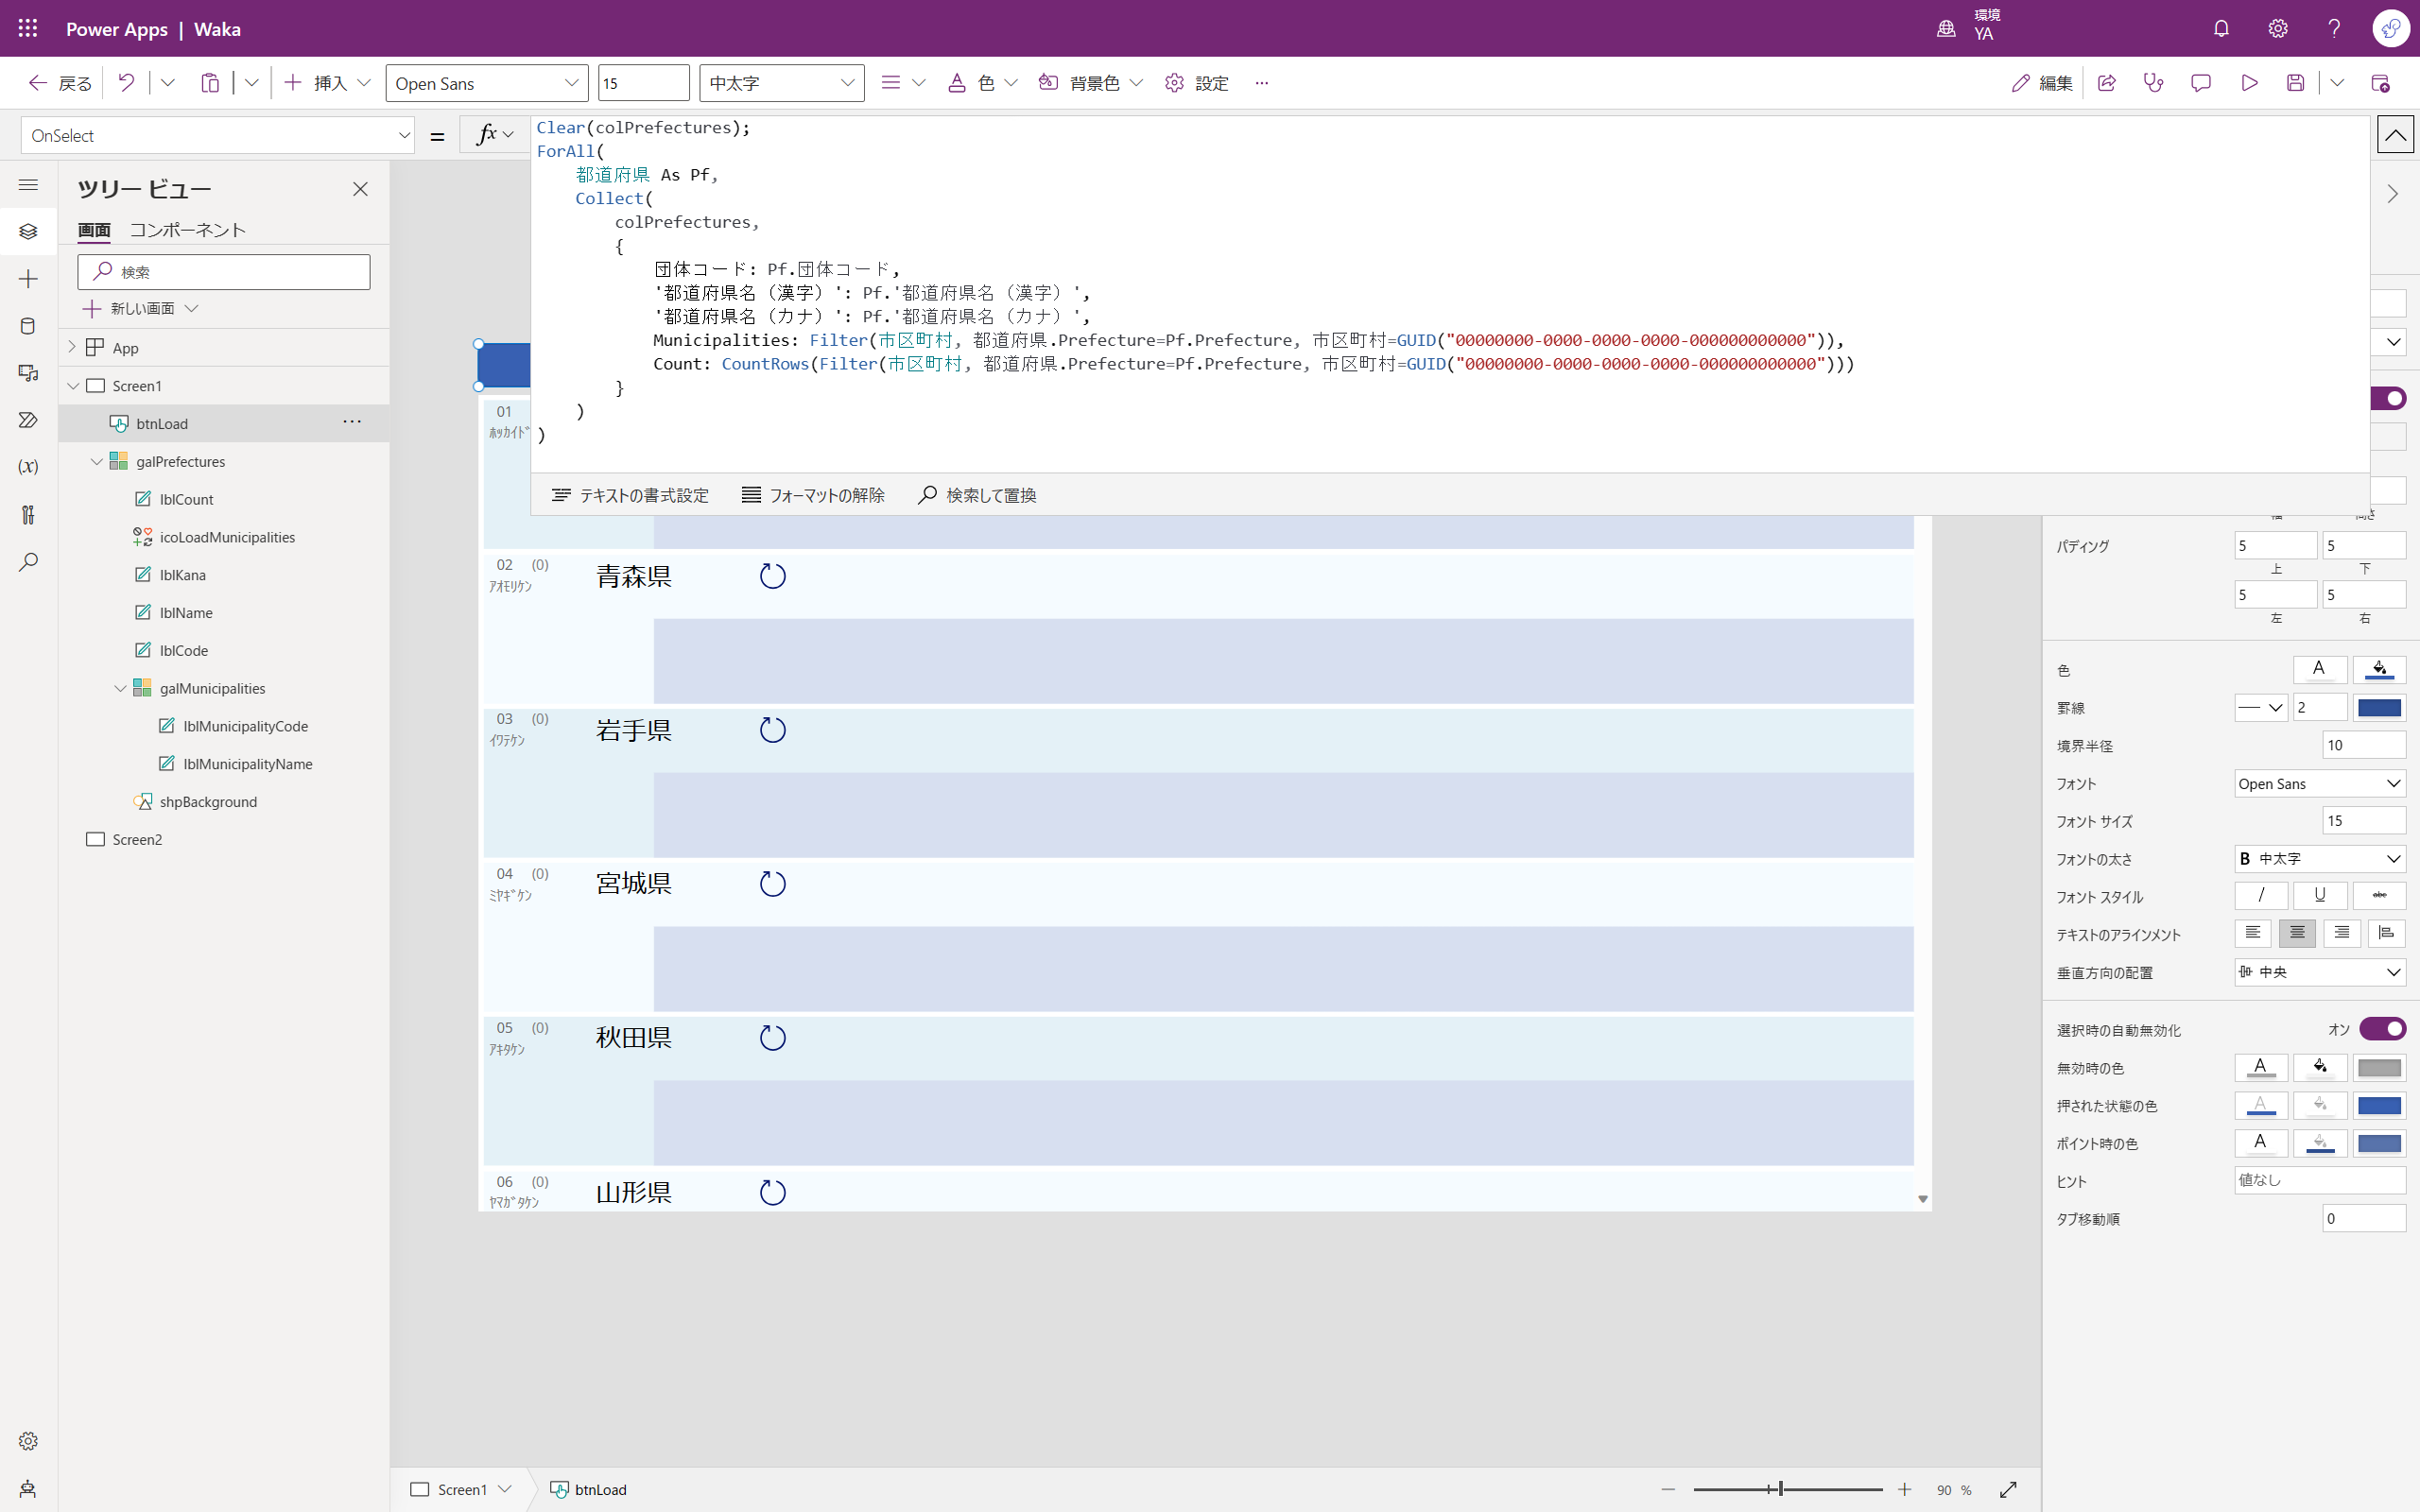 Power Apps | Waka
環境
YA
戻る
挿入
Open Sans
15
中太字
色
背景色
設定
編集
OnSelect
=
fx
Clear(colPrefectures);
ForAll(
都道府県 As Pf,
Collect(
colPrefectures,
{
団体コード: Pf.団体コード,
'都道府県名（漢字）': Pf.'都道府県名（漢字）',
'都道府県名（カナ）': Pf.'都道府県名（カナ）',
Municipalities: Filter(市区町村, 都道府県.Prefecture=Pf.Prefecture, 市区町村=GUID("00000000-0000-0000-0000-000000000000")),
Count: CountRows(Filter(市区町村, 都道府県.Prefecture=Pf.Prefecture, 市区町村=GUID("00000000-0000-0000-0000-000000000000")))
}
)
)
テキストの書式設定
フォーマットの解除
検索して置換
ツリー ビュー
画面
コンポーネント
検索
新しい画面
App
Screen1
btnLoad
galPrefectures
lblCount
icoLoadMunicipalities
lblKana
lblName
lblCode
galMunicipalities
lblMunicipalityCode
lblMunicipalityName
shpBackground
Screen2
01
ﾎｯｶｲﾄﾞ
02 (0) 青森県
ｱｵﾓﾘｹﾝ
03 (0) 岩手県
ｲﾜﾃｹﾝ
04 (0) 宮城県
ﾐﾔｷﾞｹﾝ
05 (0) 秋田県
ｱｷﾀｹﾝ
06 (0) 山形県
ﾔﾏｶﾞﾀｹﾝ
パディング
5 5
上 下
5 5
左 右
色
罫線
2
境界半径
10
フォント
Open Sans
フォント サイズ
15
フォントの太さ
B 中太字
フォント スタイル
テキストのアラインメント
垂直方向の配置
中央
選択時の自動無効化
オン
無効時の色
押された状態の色
ポイント時の色
ヒント
値なし
タブ移動順
0
Screen1
btnLoad
90 %